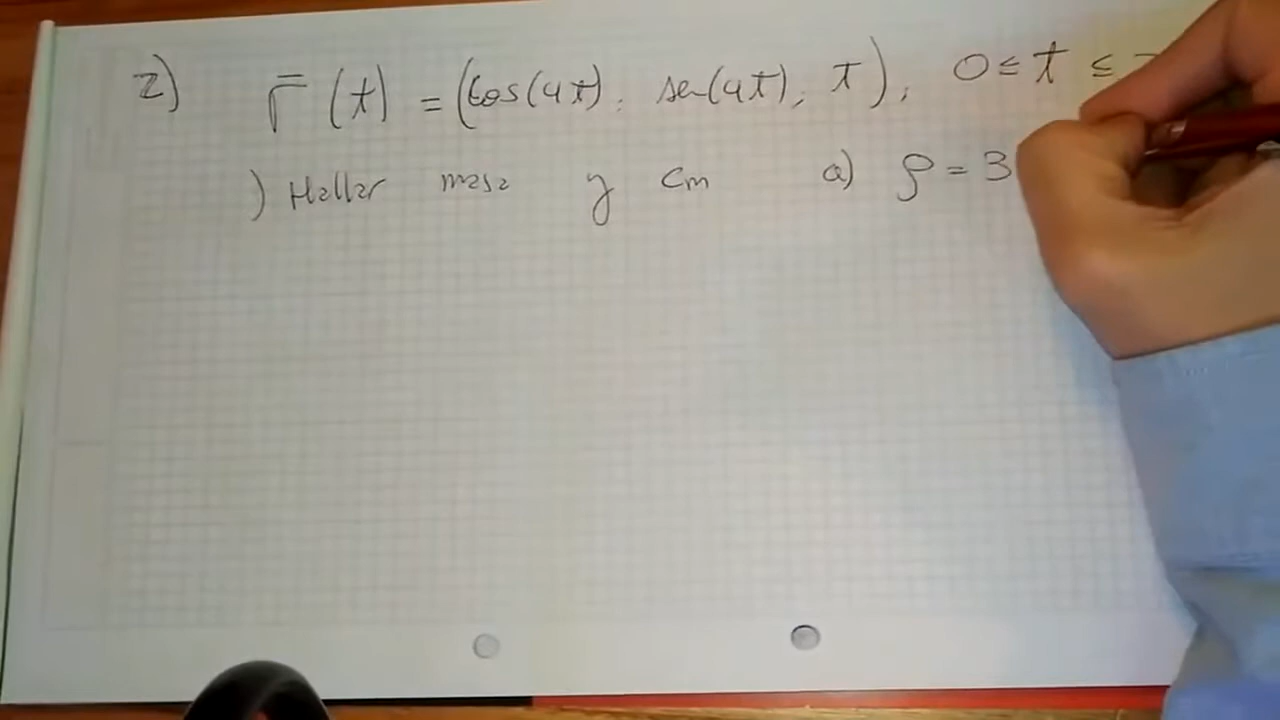 2) r̄(t) = (cos(4t), sen(4t), t), 0 ≤ t ≤
) Hallar masa y cm a) ρ = 3